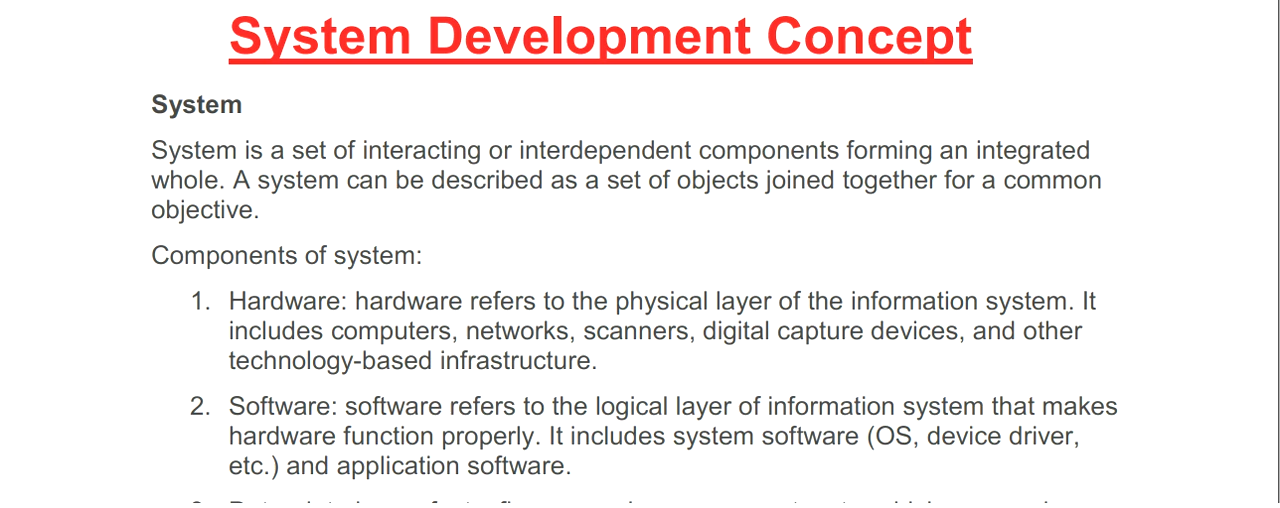 System Development Concept
System
System is a set of interacting or interdependent components forming an integrated
whole. A system can be described as a set of objects joined together for a common
objective.
Components of system:
1. Hardware: hardware refers to the physical layer of the information system. It
includes computers, networks, scanners, digital capture devices, and other
technology-based infrastructure.
2. Software: software refers to the logical layer of information system that makes
hardware function properly. It includes system software (OS, device driver,
etc.) and application software.